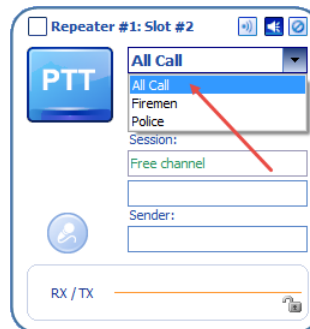 Repeater #1: Slot #2
PTT
All Call
All Call
Firemen
Police
Session:
Free channel
Sender:
RX / TX